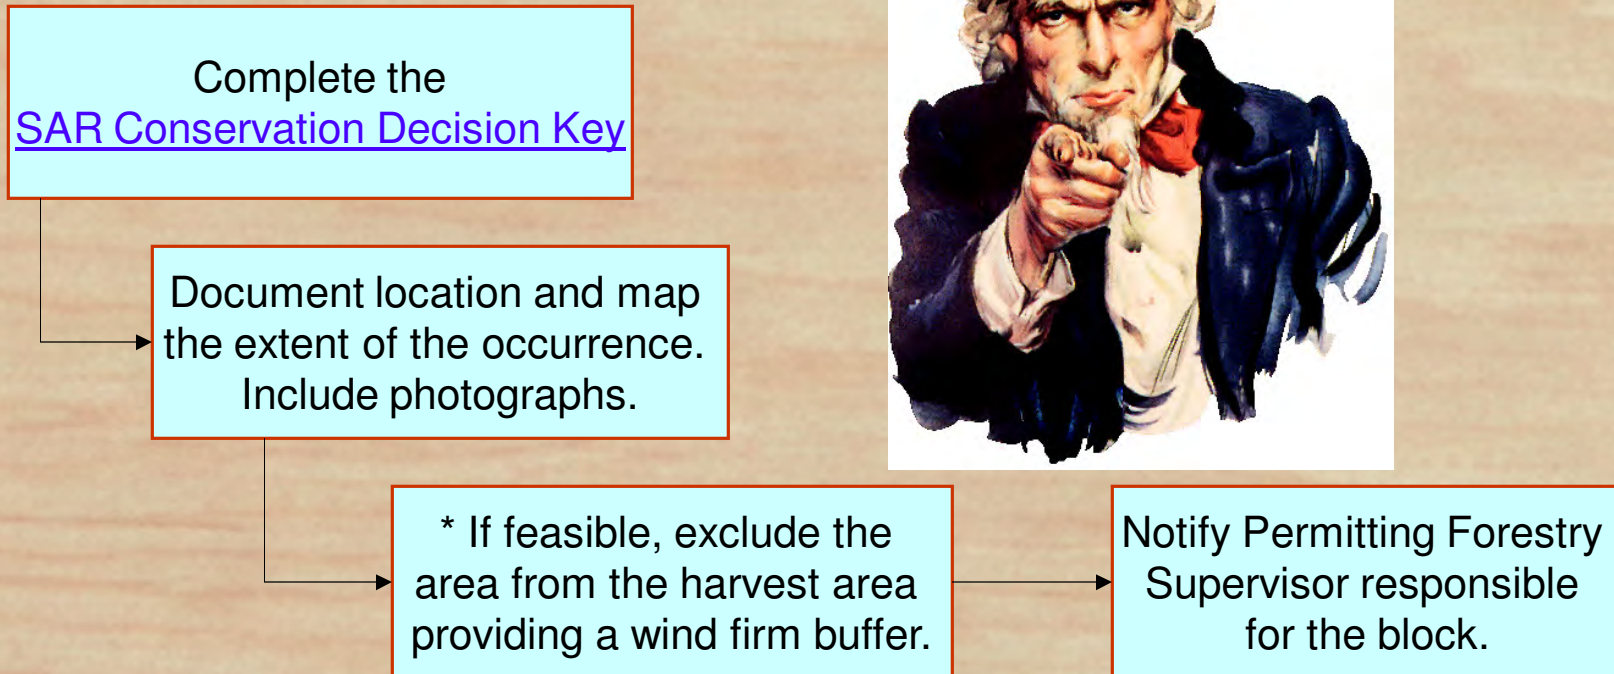 Complete the
SAR Conservation Decision Key
Document location and map
the extent of the occurrence.
Include photographs.
* If feasible, exclude the
area from the harvest area
providing a wind firm buffer.
Notify Permitting Forestry
Supervisor responsible
for the block.